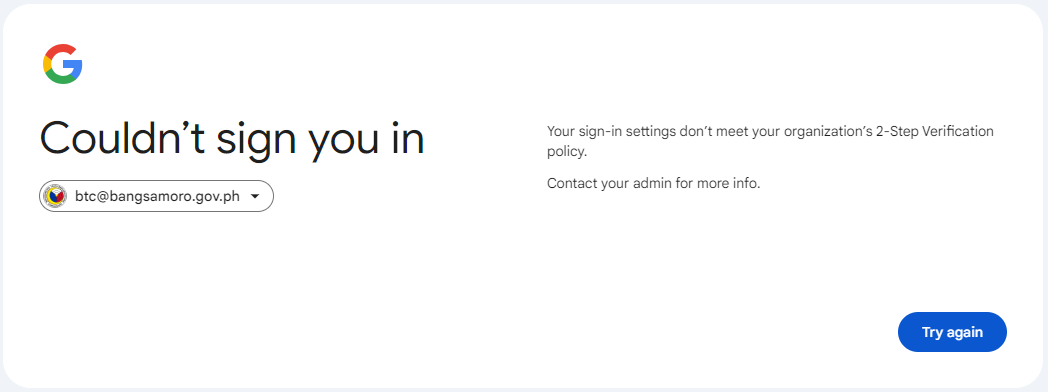 Couldn’t sign you in
btc@bangsamoro.gov.ph
Your sign-in settings don’t meet your organization’s 2-Step Verification
policy.
Contact your admin for more info.
Try again